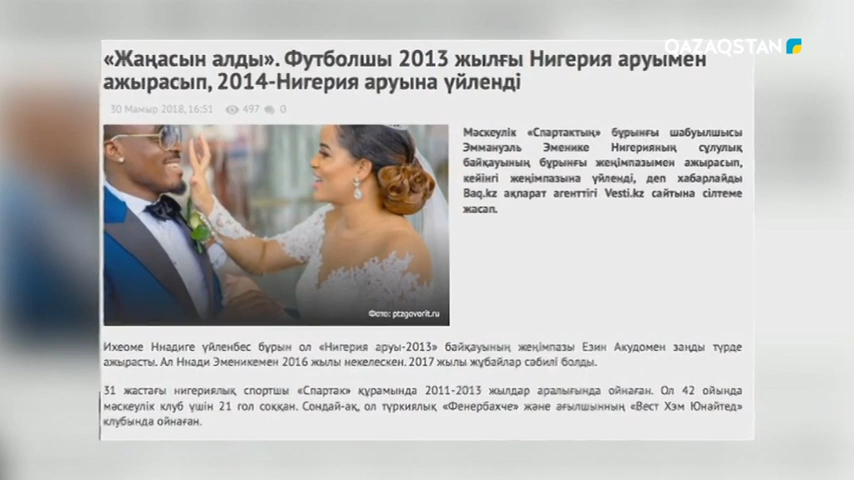 QAZAQSTAN
«Жаңасын алды». Футболшы 2013 жылғы Нигерия аруымен
ажырасып, 2014-Нигерия аруына үйленді
30 Мамыр 2018, 16:51 497 0
Мәскеулік «Спартактың» бұрынғы шабуылшысы
Эммануэль Эменике Нигерияның сұлулық
байқауының бұрынғы жеңімпазымен ажырасып,
кейінгі жеңімпазына үйленді, деп хабарлайды
Baq.kz ақпарат агенттігі Vesti.kz сайтына сілтеме
жасап.
Фото: ptzgovorit.ru
Ихеоме Ннадиге үйленбес бұрын ол «Нигерия аруы-2013» байқауының жеңімпазы Езин Акудомен заңды түрде
ажырасты. Ал Ннади Эменикемен 2016 жылы некелескен. 2017 жылы жұбайлар сәбилі болды.
31 жастағы нигериялық спортшы «Спартак» құрамында 2011-2013 жылдар аралығында ойнаған. Ол 42 ойында
мәскеулік клуб үшін 21 гол соққан. Сондай-ақ, ол түркиялық «Фенербахче» және ағылшынның «Вест Хэм Юнайтед»
клубында ойнаған.